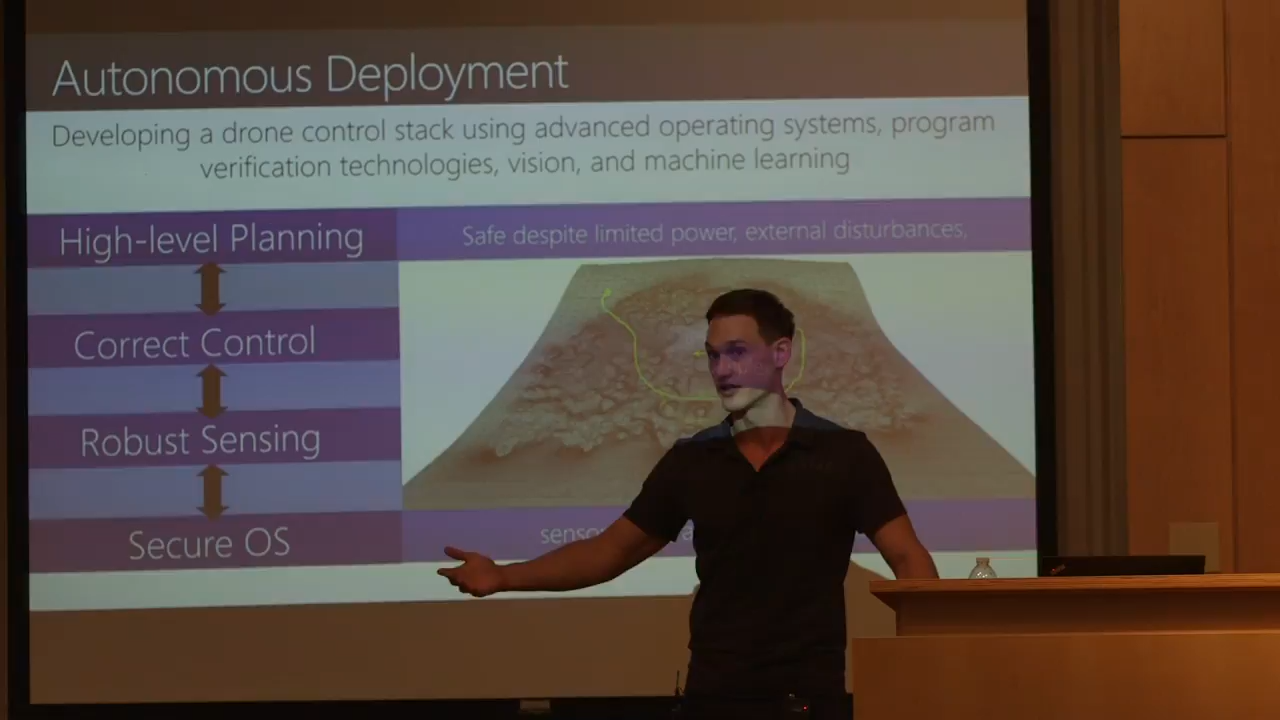 Autonomous Deployment
Developing a drone control stack using advanced operating systems, program
verification technologies, vision, and machine learning
High-level Planning
Safe despite limited power, external disturbances,
Correct Control
Robust Sensing
Secure OS